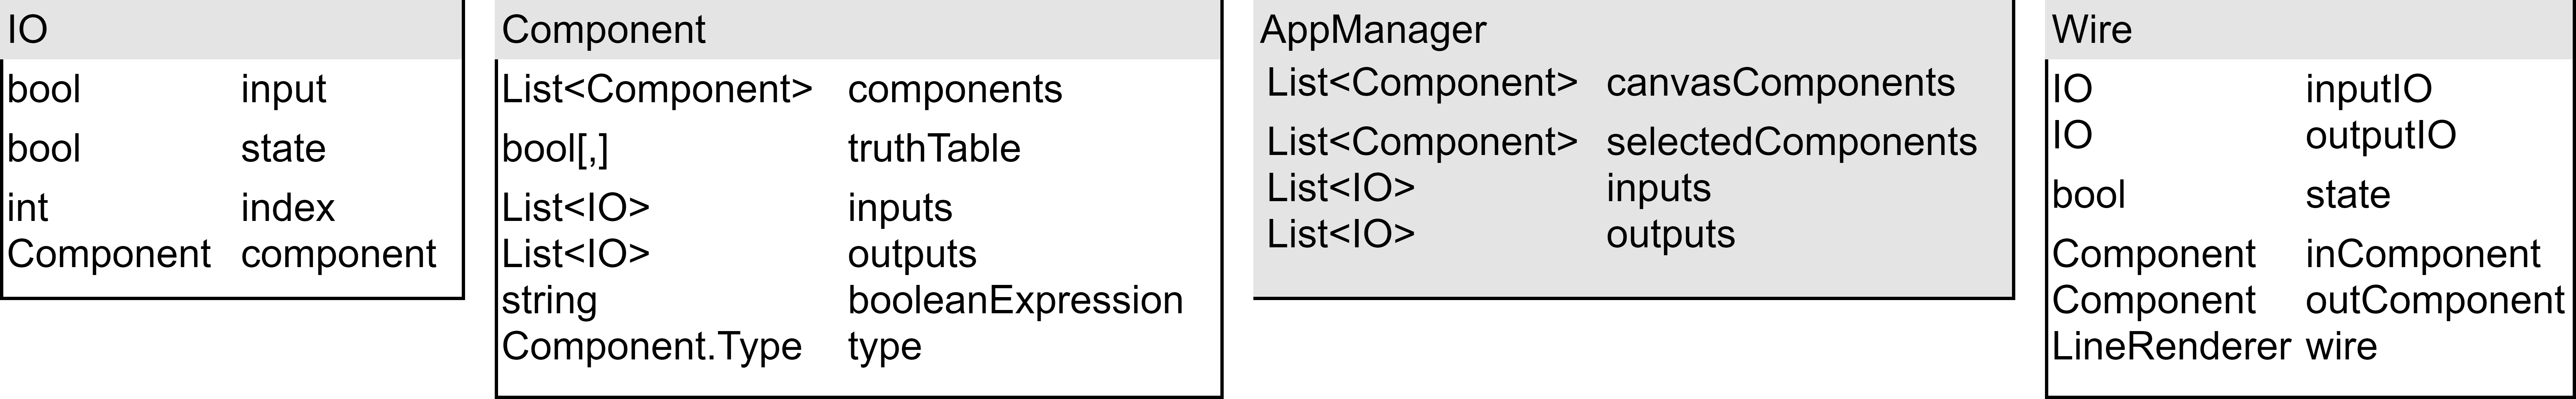 IO
bool input
bool state
int index
Component component
Component
List<Component> components
bool[,] truthTable
List<IO> inputs
List<IO> outputs
string booleanExpression
Component.Type type
AppManager
List<Component> canvasComponents
List<Component> selectedComponents
List<IO> inputs
List<IO> outputs
Wire
IO inputIO
IO outputIO
bool state
Component inComponent
Component outComponent
LineRenderer wire